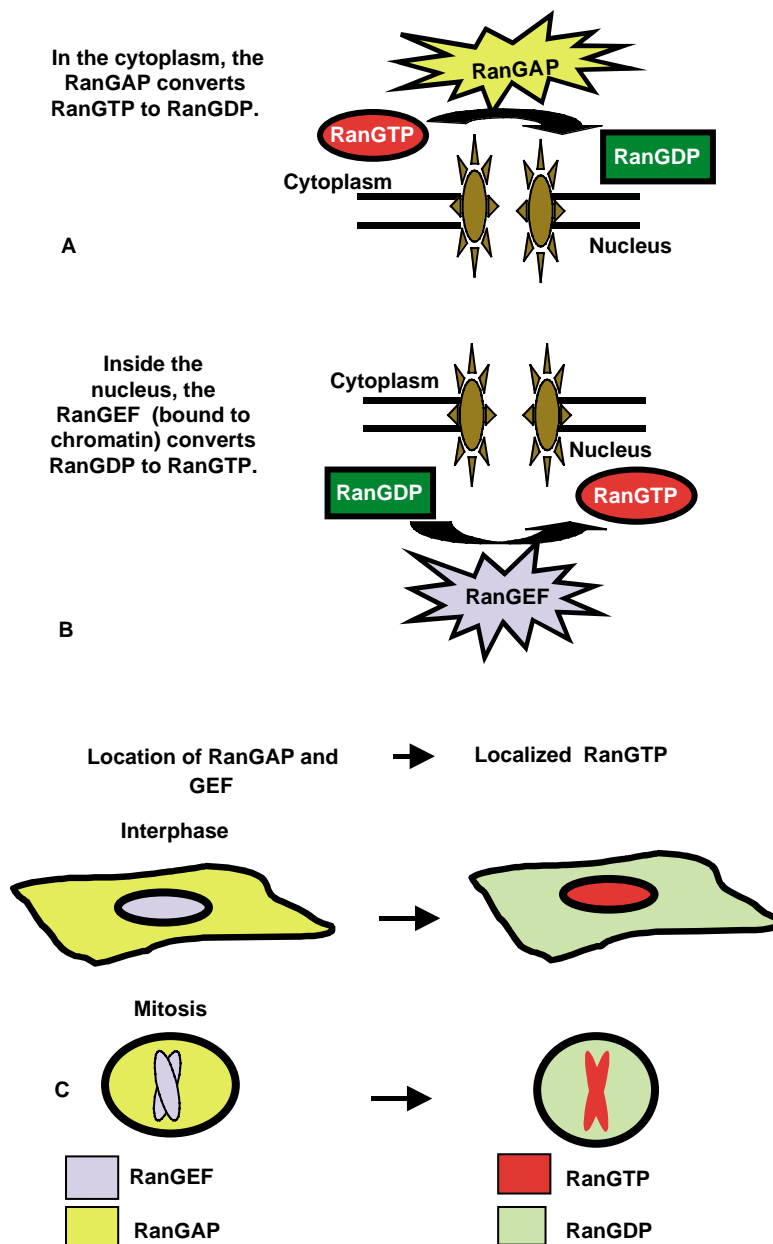 In the cytoplasm, the
RanGAP converts
RanGTP to RanGDP.
RanGAP
RanGTP
RanGDP
Cytoplasm
Nucleus
A
Inside the
nucleus, the
RanGEF (bound to
chromatin) converts
RanGDP to RanGTP.
Cytoplasm
Nucleus
RanGDP
RanGTP
RanGEF
B
Location of RanGAP and
GEF
Localized RanGTP
Interphase
Mitosis
C
RanGEF
RanGAP
RanGTP
RanGDP